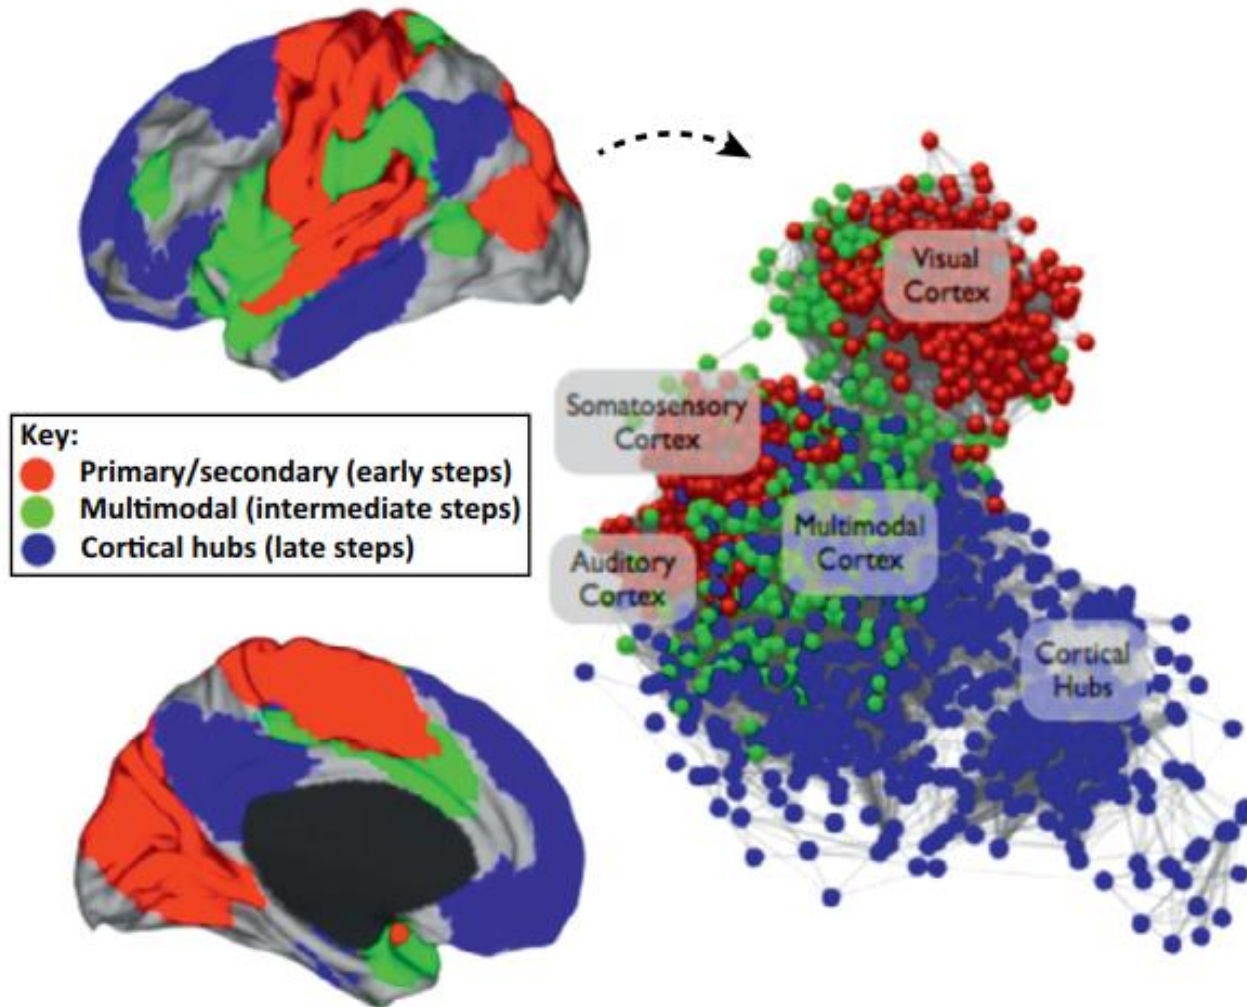 Visual
Cortex
Somatosensory
Cortex
Key:
Primary/secondary (early steps)
Multimodal (intermediate steps)
Cortical hubs (late steps)
Multimodal
Cortex
Auditory
Cortex
Cortical
Hubs